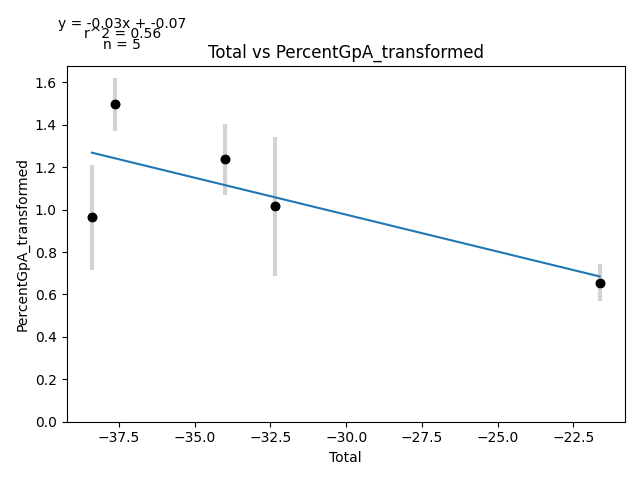 y = -0.03x + -0.07
r^2 = 0.56
n = 5
Total vs PercentGpA_transformed
PercentGpA_transformed
1.6
1.4
1.2
1.0
0.8
0.6
0.4
0.2
0.0
−37.5 −35.0 −32.5 −30.0 −27.5 −25.0 −22.5
Total